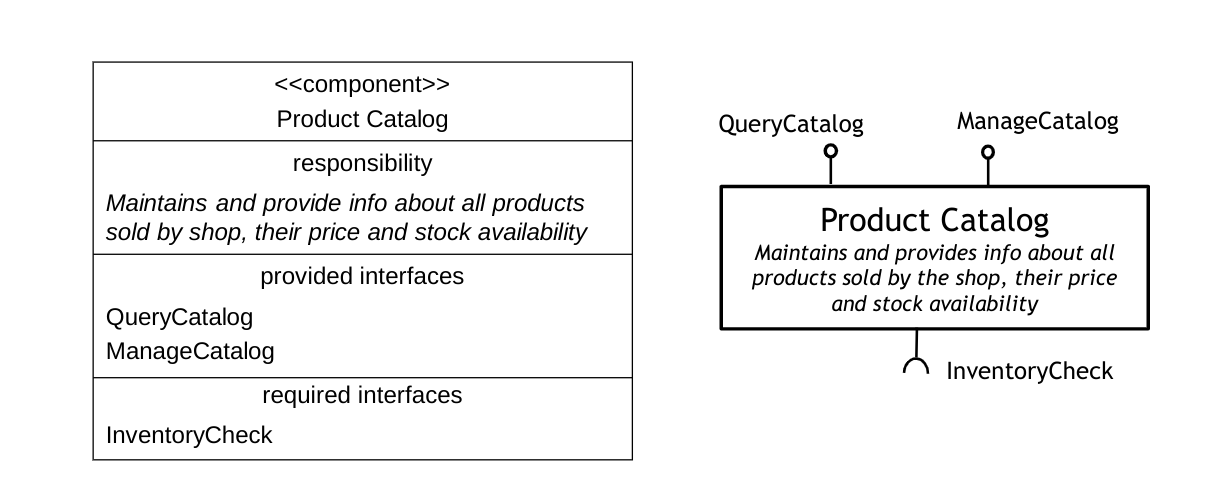 <<component>>
Product Catalog
responsibility
Maintains and provide info about all products
sold by shop, their price and stock availability
provided interfaces
QueryCatalog
ManageCatalog
required interfaces
InventoryCheck
QueryCatalog
ManageCatalog
Product Catalog
Maintains and provides info about all
products sold by the shop, their price
and stock availability
InventoryCheck